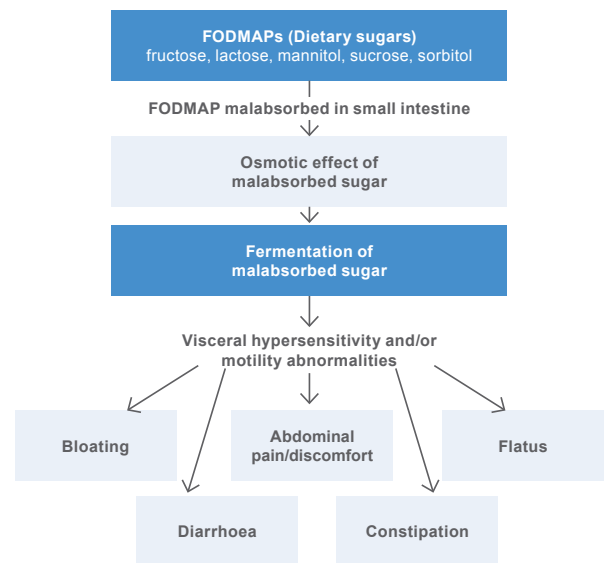 FODMAPs (Dietary sugars)
fructose, lactose, mannitol, sucrose, sorbitol
FODMAP malabsorbed in small intestine
Osmotic effect of
malabsorbed sugar
Fermentation of
malabsorbed sugar
Visceral hypersensitivity and/or
motility abnormalities
Bloating
Abdominal
pain/discomfort
Flatus
Diarrhoea
Constipation